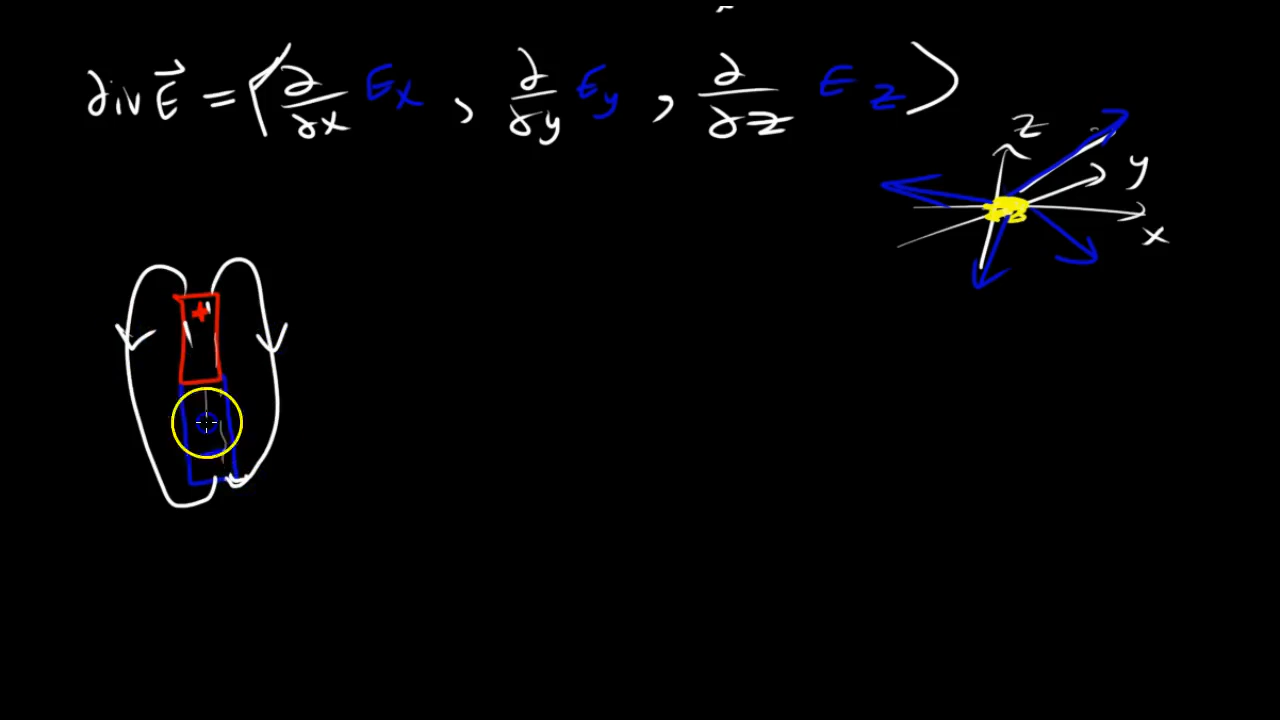 div E⃗ = (∂/∂x Ex , ∂/∂y Ey , ∂/∂z Ez)
z
y
x
+